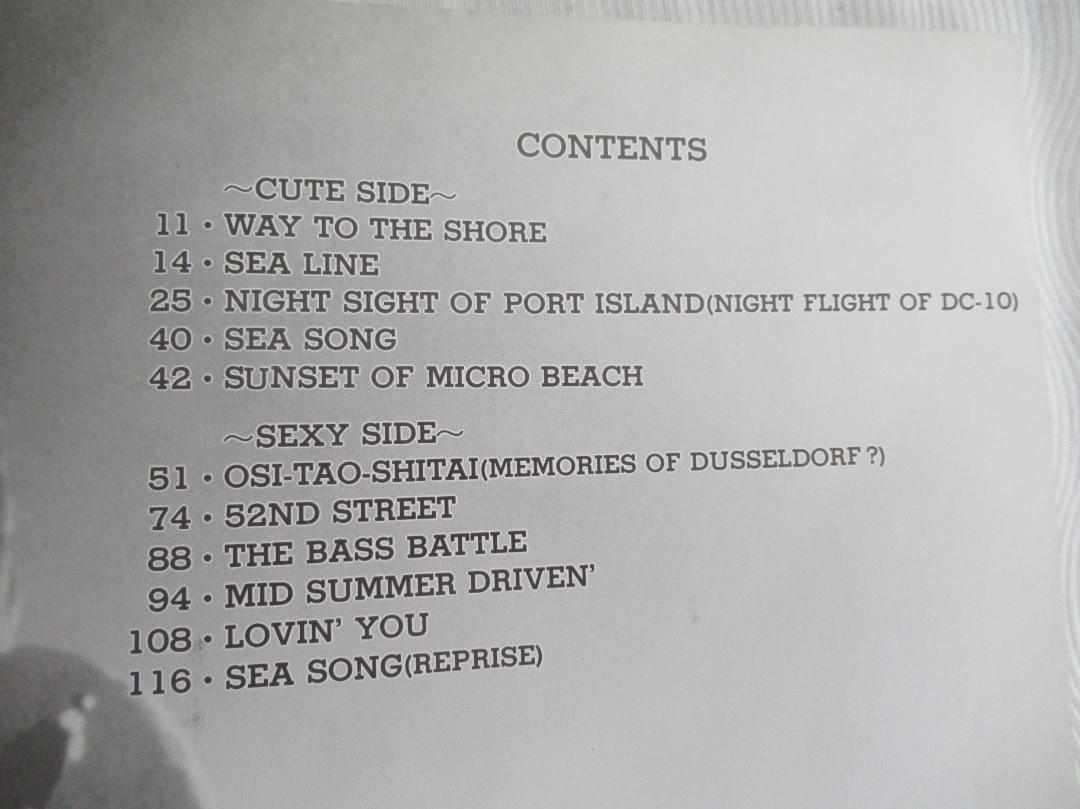 CONTENTS
～CUTE SIDE～
11・WAY TO THE SHORE
14・SEA LINE
25・NIGHT SIGHT OF PORT ISLAND(NIGHT FLIGHT OF DC-10)
40・SEA SONG
42・SUNSET OF MICRO BEACH
～SEXY SIDE～
51・OSI-TAO-SHITAI(MEMORIES OF DUSSELDORF?)
74・52ND STREET
88・THE BASS BATTLE
94・MID SUMMER DRIVEN’
108・LOVIN’ YOU
116・SEA SONG(REPRISE)